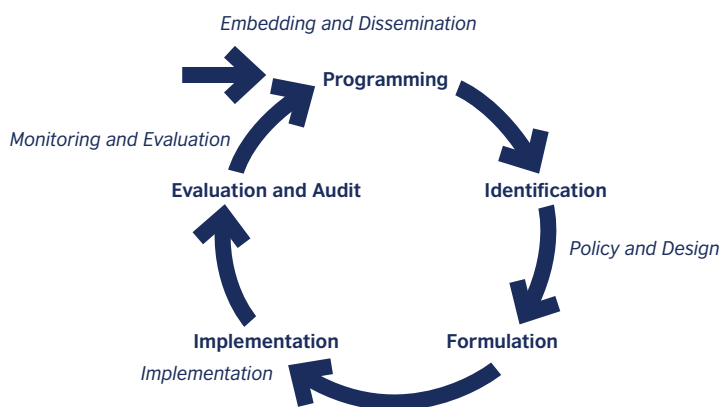 Embedding and Dissemination
Programming
Monitoring and Evaluation
Evaluation and Audit
Identification
Policy and Design
Implementation
Formulation
Implementation